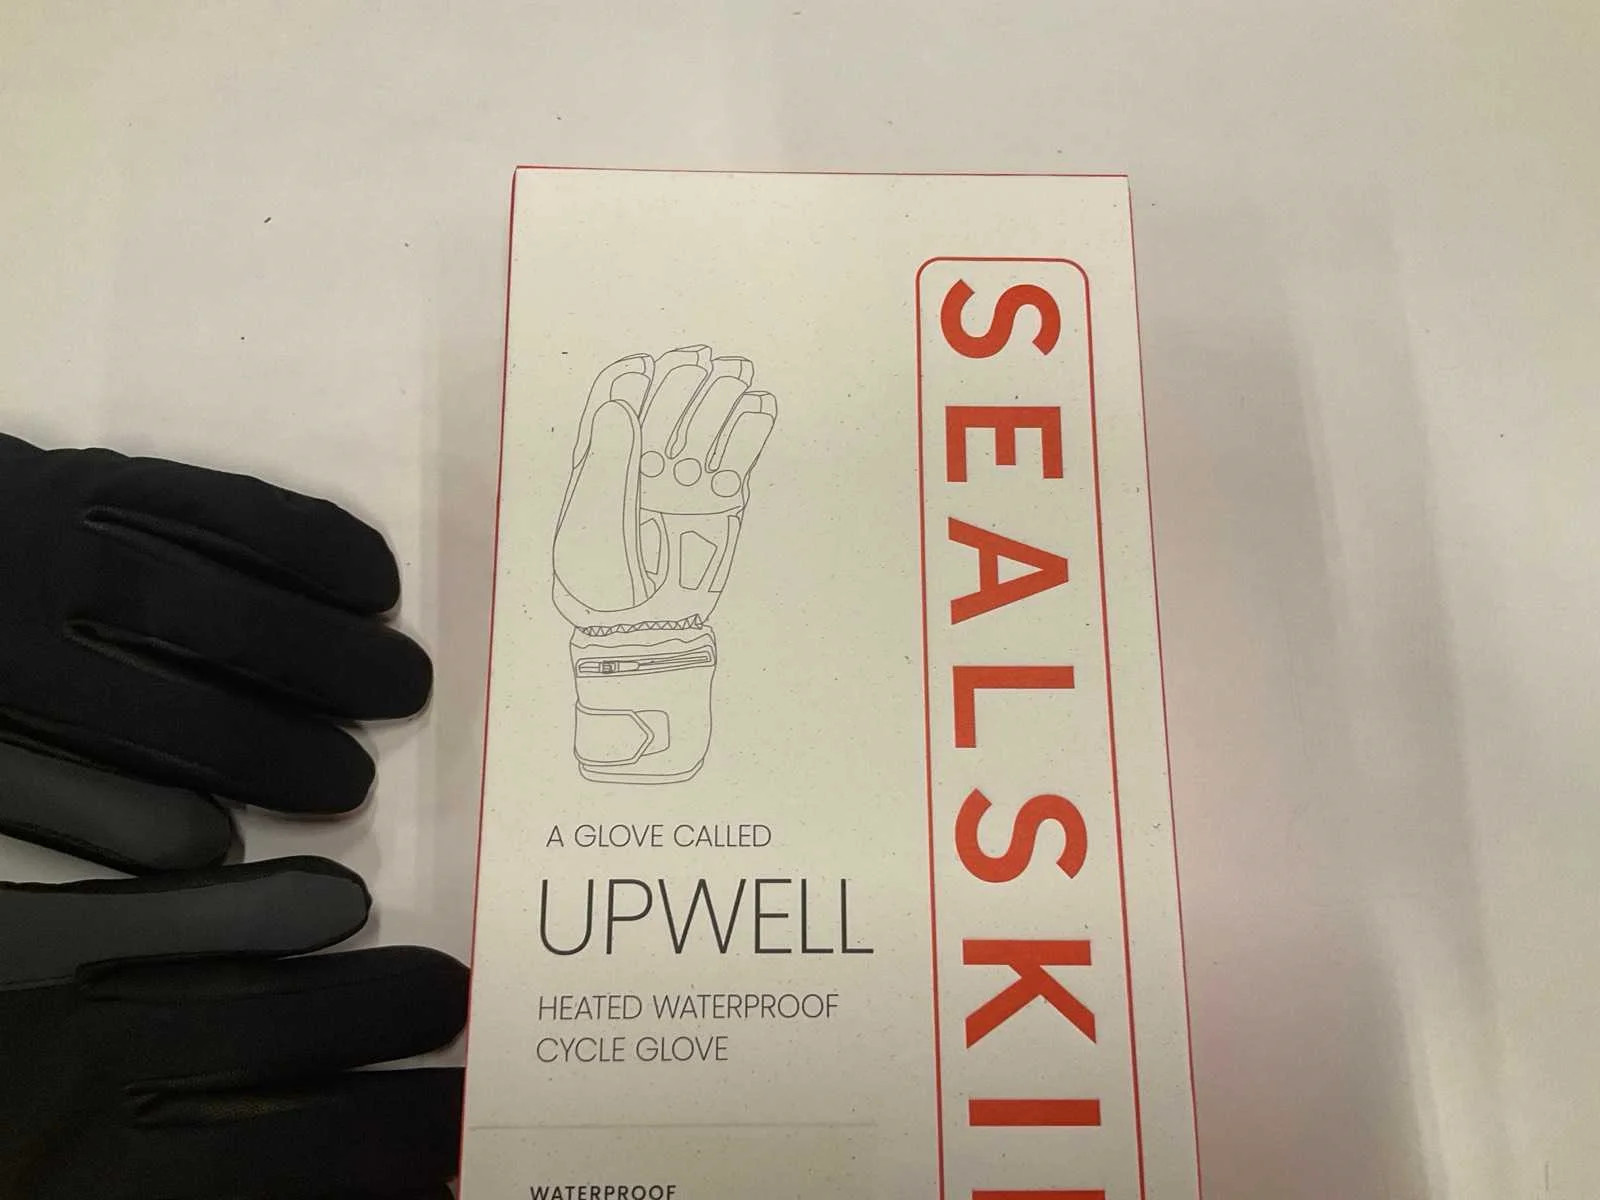 A GLOVE CALLED
UPWELL
HEATED WATERPROOF
CYCLE GLOVE
WATERPROOF
SEALSKI